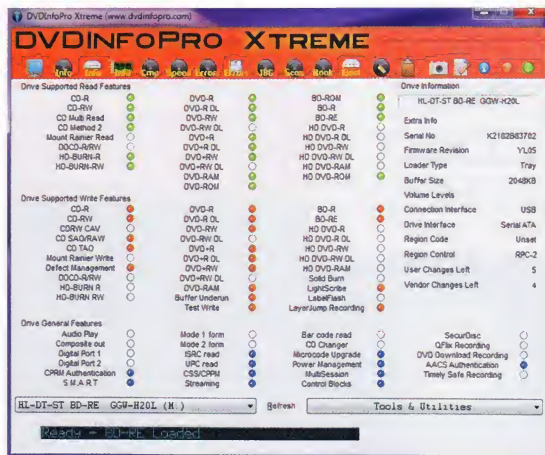 DVDInfoPro Xtreme (www.dvdinfopro.com)
DVDINFOPRO XTREME
Info Cmp Speed Error Scan Book Eject
Drive Supported Read Features
CD-R DVD-R BD-ROM
CD-RW DVD-R DL BD-R
CD Multi Read DVD-RW BD-RE
CD Method 2 DVD-RW DL HD DVD-R
Mount Rainier Read DVD+R HD DVD-R DL
DDCD-R/RW DVD+R DL HD DVD-RW
HD-BURN-R DVD+RW HD DVD-RW DL
HD-BURN-RW DVD+RW DL HD DVD-RAM
DVD-RAM HD DVD-ROM
DVD-ROM
Drive Supported Write Features
CD-R DVD-R BD-R
CD-RW DVD-R DL BD-RE
CDRW CAV DVD-RW HD DVD-R
CD SAO/RAW DVD-RW DL HD DVD-R DL
CD TAO DVD+R HD DVD-RW
Mount Rainier Write DVD+R DL HD DVD-RW DL
Defect Management DVD+RW HD DVD-RAM
DDCD-R/RW DVD+RW DL Solid Burn
HD-BURN R DVD-RAM LightScribe
HD-BURN RW Buffer Underun LabelFlash
Test Write LayerJump Recording
Drive General Features
Audio Play Mode 1 form Bar code read SecurDisc
Composite out Mode 2 form CD Changer QFlix Recording
Digital Port 1 ISRC read Microcode Upgrade DVD Download Recording
Digital Port 2 UPC read Power Management AACS Authentication
CPRM Authentication CSS/CPPM MultiSession Timely Safe Recording
S.M.A.R.T Streaming Control Blocks
Drive Information
HL-DT-ST BD-RE GGW-H20L
Extra Info
Serial No K2182B83702
Firmware Revision YL05
Loader Type Tray
Buffer Size 2048KB
Volume Levels
Connection Interface USB
Drive Interface Serial ATA
Region Code Unset
Region Control RPC-2
User Changes Left 5
Vendor Changes Left 4
HL-DT-ST BD-RE GGW-H20L (M:) Refresh Tools & Utilities
Ready - BD-RE Loaded